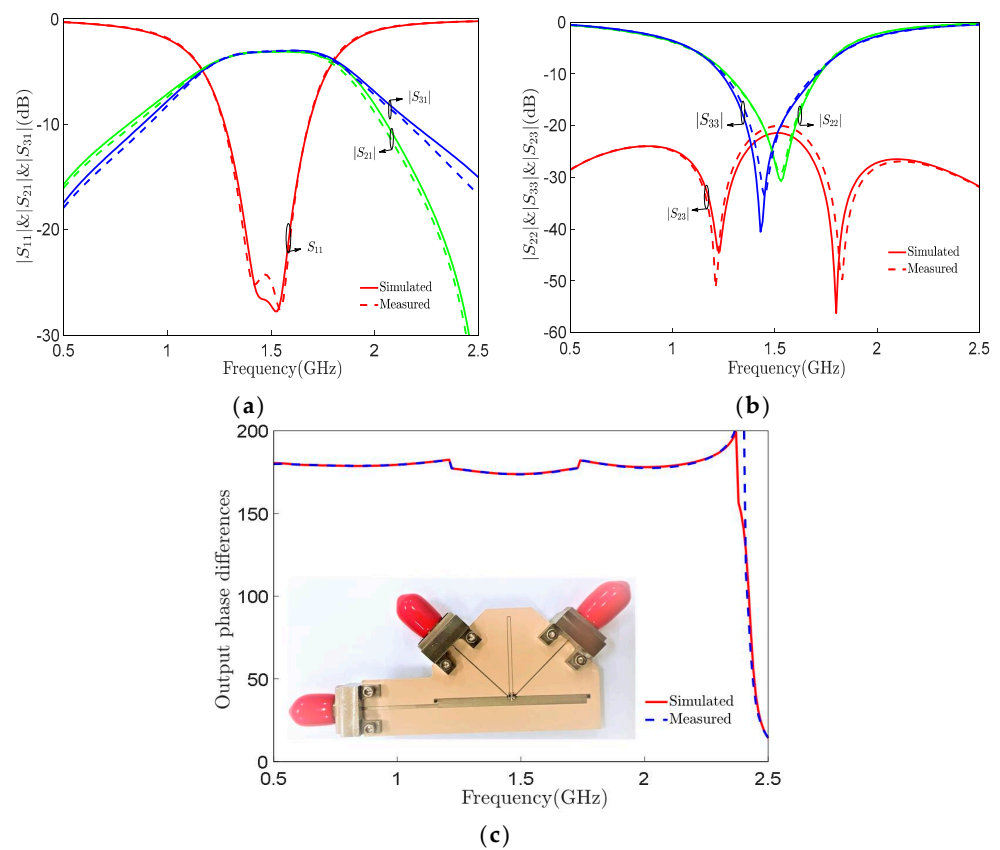 |S11|&|S21|&|S31|(dB)
0
-10
-20
-30
|S31|
|S21|
S11
Simulated
Measured
0.5 1 1.5 2 2.5
Frequency(GHz)
(a)
|S22|&|S33|&|S23|(dB)
0
-10
-20
-30
-40
-50
-60
|S33|
|S22|
|S23|
Simulated
Measured
0.5 1 1.5 2 2.5
Frequency(GHz)
(b)
Output phase differences
200
150
100
50
0
Simulated
Measured
0.5 1 1.5 2 2.5
Frequency(GHz)
(c)